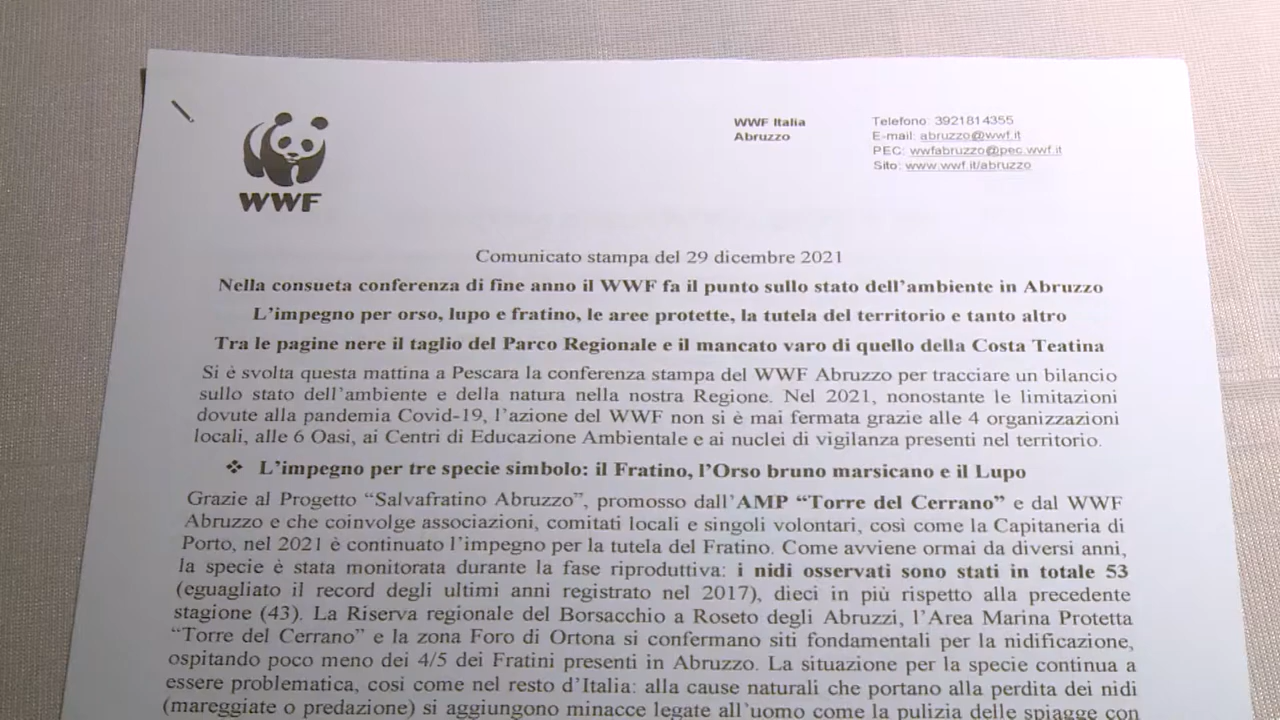 WWF
WWF Italia
Abruzzo
Telefono: 3921814355
E-mail: abruzzo@wwf.it
PEC: wwfabruzzo@pec.wwf.it
Sito: www.wwf.it/abruzzo
Comunicato stampa del 29 dicembre 2021
Nella consueta conferenza di fine anno il WWF fa il punto sullo stato dell'ambiente in Abruzzo
L'impegno per orso, lupo e fratino, le aree protette, la tutela del territorio e tanto altro
Tra le pagine nere il taglio del Parco Regionale e il mancato varo di quello della Costa Teatina
Si è svolta questa mattina a Pescara la conferenza stampa del WWF Abruzzo per tracciare un bilancio
sullo stato dell'ambiente e della natura nella nostra Regione. Nel 2021, nonostante le limitazioni
dovute alla pandemia Covid-19, l'azione del WWF non si è mai fermata grazie alle 4 organizzazioni
locali, alle 6 Oasi, ai Centri di Educazione Ambientale e ai nuclei di vigilanza presenti nel territorio.
❖ L'impegno per tre specie simbolo: il Fratino, l'Orso bruno marsicano e il Lupo
Grazie al Progetto "Salvafratino Abruzzo", promosso dall'AMP "Torre del Cerrano" e dal WWF
Abruzzo e che coinvolge associazioni, comitati locali e singoli volontari, così come la Capitaneria di
Porto, nel 2021 è continuato l'impegno per la tutela del Fratino. Come avviene ormai da diversi anni,
la specie è stata monitorata durante la fase riproduttiva: i nidi osservati sono stati in totale 53
(eguagliato il record degli ultimi anni registrato nel 2017), dieci in più rispetto alla precedente
stagione (43). La Riserva regionale del Borsacchio a Roseto degli Abruzzi, l'Area Marina Protetta
"Torre del Cerrano" e la zona Foro di Ortona si confermano siti fondamentali per la nidificazione,
ospitando poco meno dei 4/5 dei Fratini presenti in Abruzzo. La situazione per la specie continua a
essere problematica, così come nel resto d'Italia: alla cause naturali che portano alla perdita dei nidi
(mareggiate o predazione) si aggiungono minacce legate all'uomo come la pulizia delle spiagge con